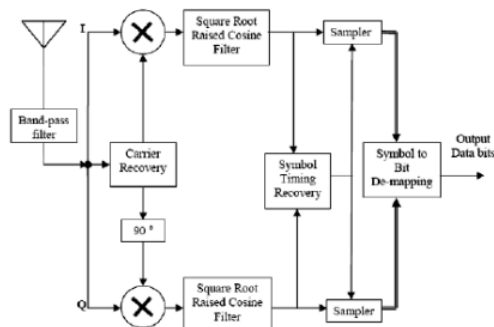 I
Square Root
Raised Cosine
Filter
Sampler
Band-pass
filter
Carrier
Recovery
Symbol
Timing
Recovery
Symbol to
Bit
De-mapping
Output
Data bits
90 °
Q
Square Root
Raised Cosine
Filter
Sampler